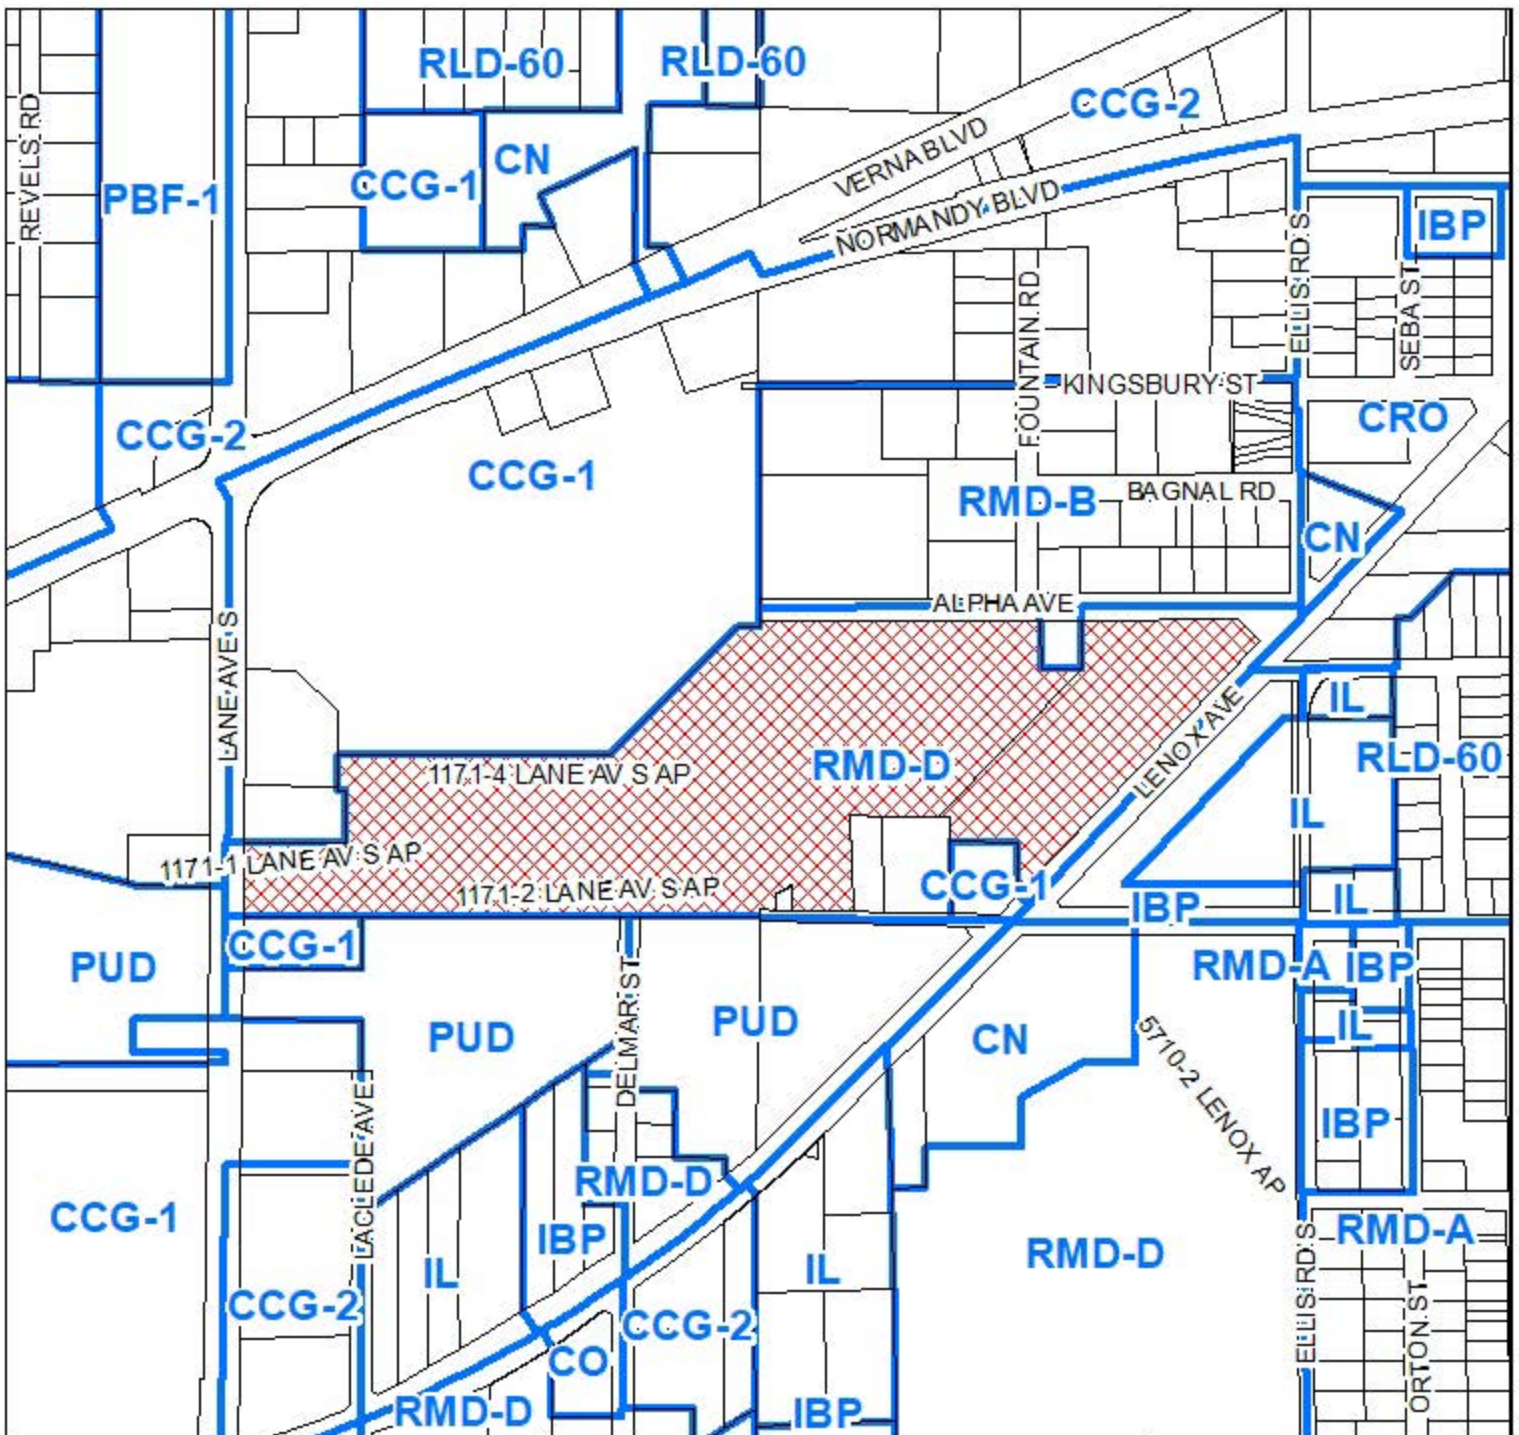 RLD-60
RLD-60
CCG-2
REVELS RD
PBF-1
CCG-1
CN
VERNA BLVD
NORMANDY BLVD
ELLIS RD S
IBP
SEBA ST
FOUNTAIN RD
KINGSBURY ST
CRO
CCG-2
CCG-1
RMD-B
BAGNAL RD
CN
ALPHA AVE
LANE AVE S
IL
LENOX AVE
1171-4 LANE AV S AP
RMD-D
RLD-60
IL
1171-1 LANE AV S AP
1171-2 LANE AV S AP
CCG-1
IBP
IL
CCG-1
PUD
RMD-A
IBP
PUD
DELMAR ST
PUD
CN
IL
5710-2 LENOX AP
LACLEDE AVE
IBP
RMD-D
CCG-1
IBP
IL
IL
RMD-D
RMD-A
CCG-2
CCG-2
ELLIS RD S
ORTON ST
CO
RMD-D
IBP